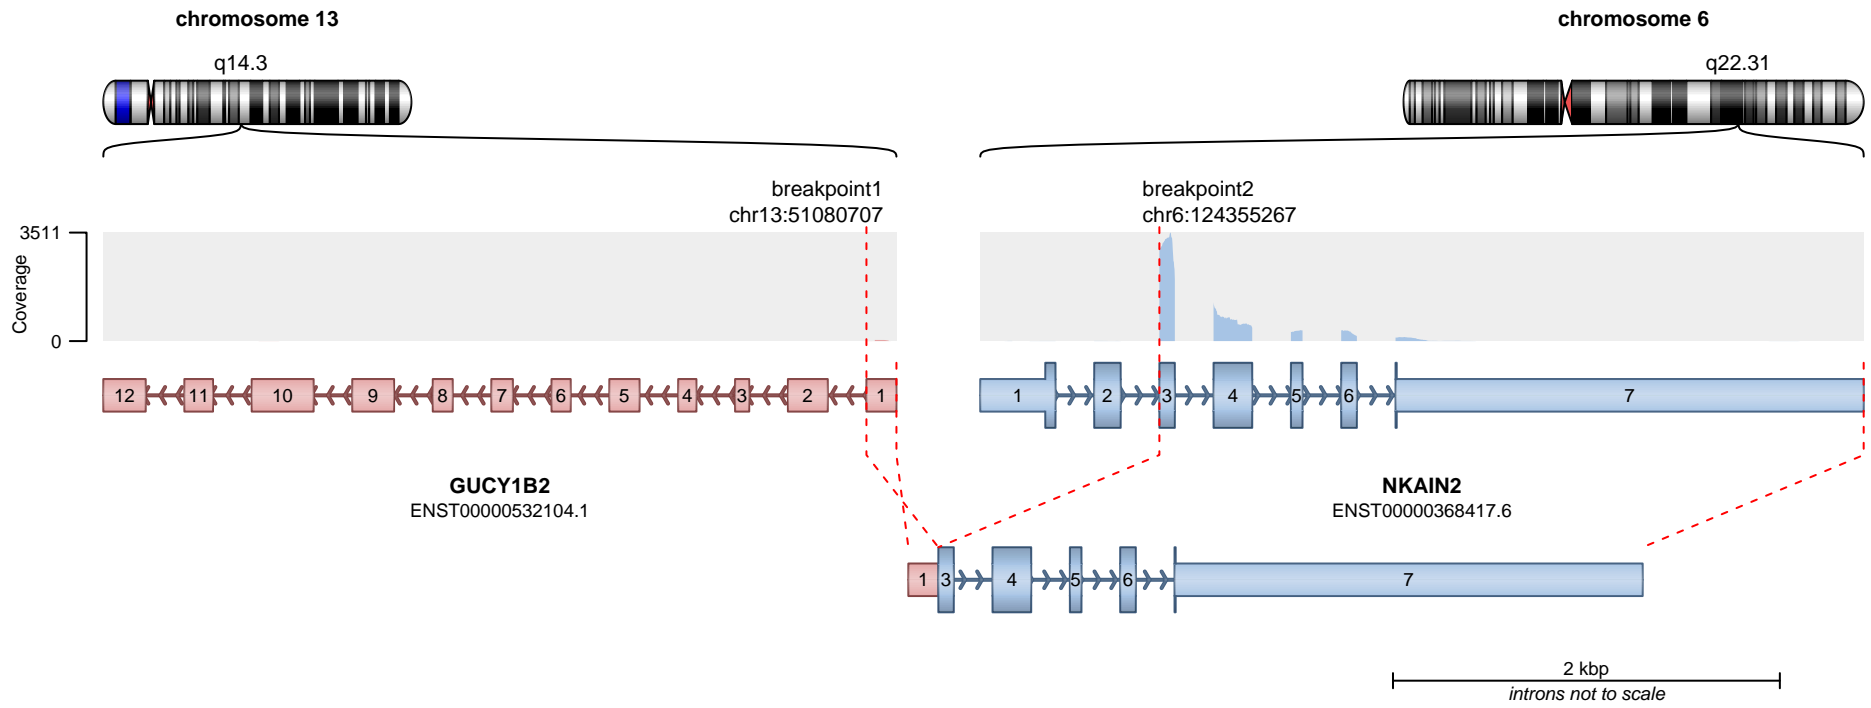 chromosome 13
chromosome 6
q14.3
q22.31
breakpoint1
chr13:51080707
breakpoint2
chr6:124355267
3511
Coverage
0
12 11 10 9 8 7 6 5 4 3 2 1
1 2 3 4 5 6 7
GUCY1B2
ENST00000532104.1
NKAIN2
ENST00000368417.6
1 3 4 5 6 7
2 kbp
introns not to scale